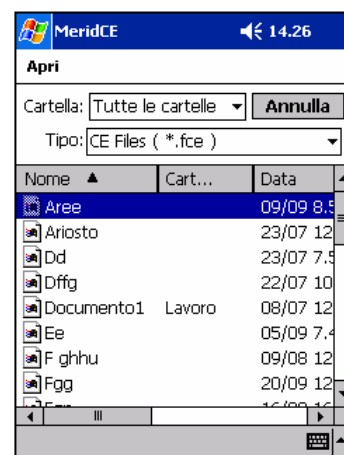 MeridCE 14.26
Apri
Cartella: Tutte le cartelle Annulla
Tipo: CE Files ( *.fce )
Nome Cart... Data
Aree 09/09 8.5
Ariosto 23/07 12
Dd 23/07 7.5
Dffg 22/07 10
Documento1 Lavoro 08/07 12
Ee 05/09 7.4
F ghhu 09/08 12
Fgg 20/09 12